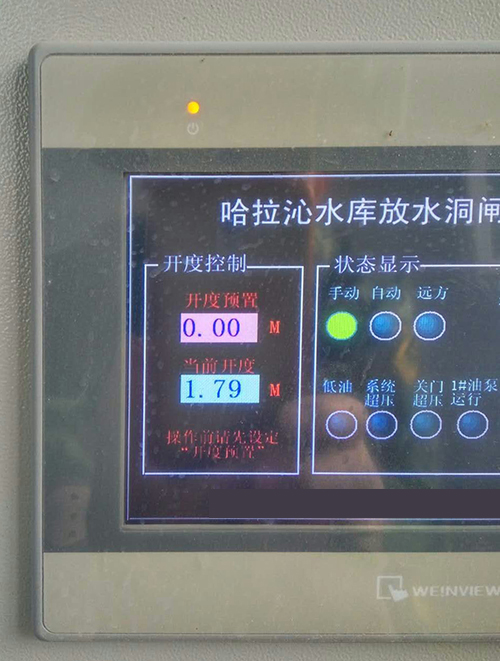 哈拉沁水库放水洞闸
开度控制
开度预置
0.00 M
当前开度
1.79 M
操作前请先设定
“开度预置”
状态显示
手动 自动 远方
低油 系统超压 关门超压 1#油泵运行
WEINVIEW